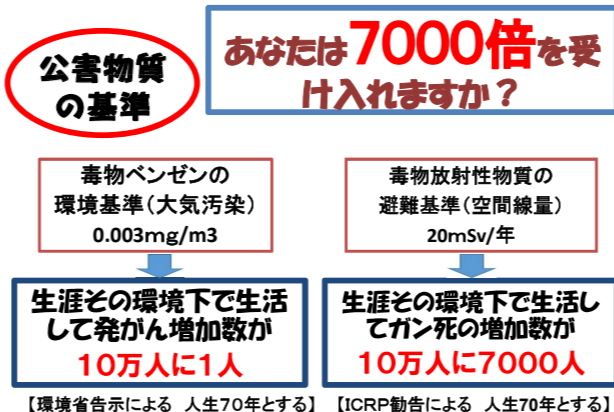 公害物質
の基準
あなたは7000倍を受
け入れますか？
毒物ベンゼンの
環境基準（大気汚染）
0.003mg/m3
生涯その環境下で生活
して発がん増加数が
10万人に1人
【環境省告示による　人生70年とする】
毒物放射性物質の
避難基準（空間線量）
20mSv/年
生涯その環境下で生活し
てガン死の増加数が
10万人に7000人
【ICRP勧告による　人生70年とする】